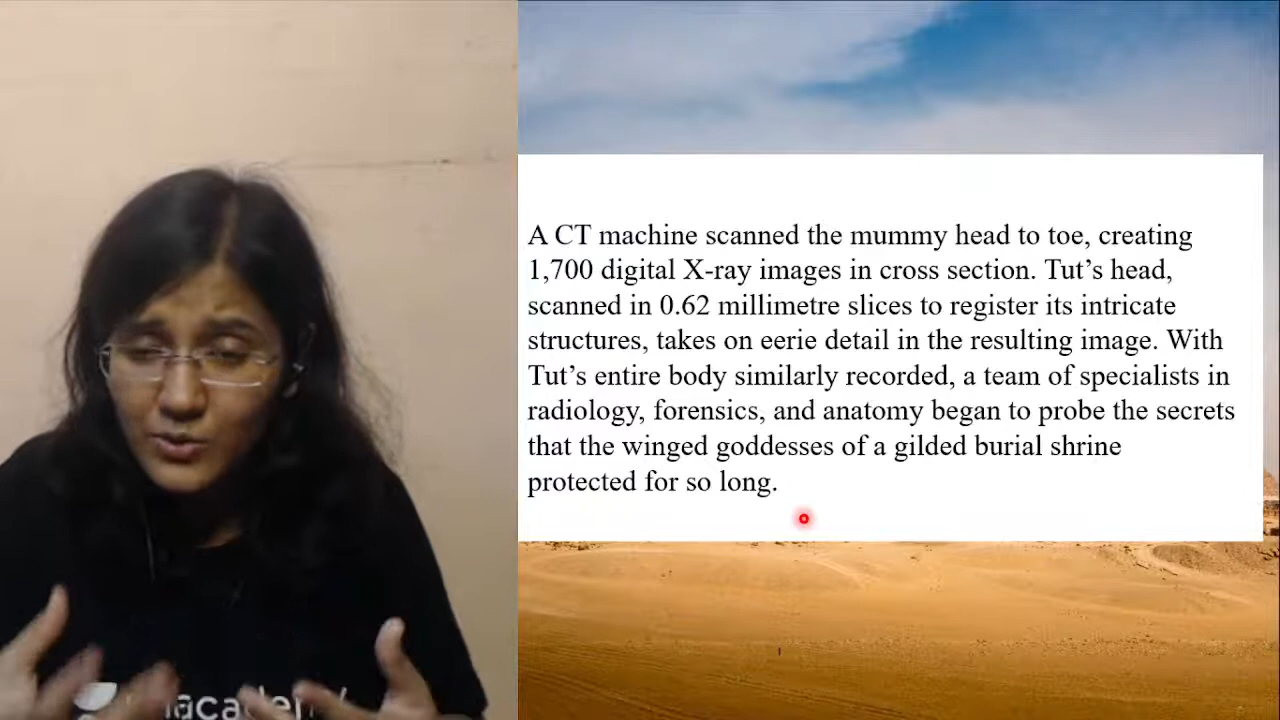 A CT machine scanned the mummy head to toe, creating
1,700 digital X-ray images in cross section. Tut’s head,
scanned in 0.62 millimetre slices to register its intricate
structures, takes on eerie detail in the resulting image. With
Tut’s entire body similarly recorded, a team of specialists in
radiology, forensics, and anatomy began to probe the secrets
that the winged goddesses of a gilded burial shrine
protected for so long.